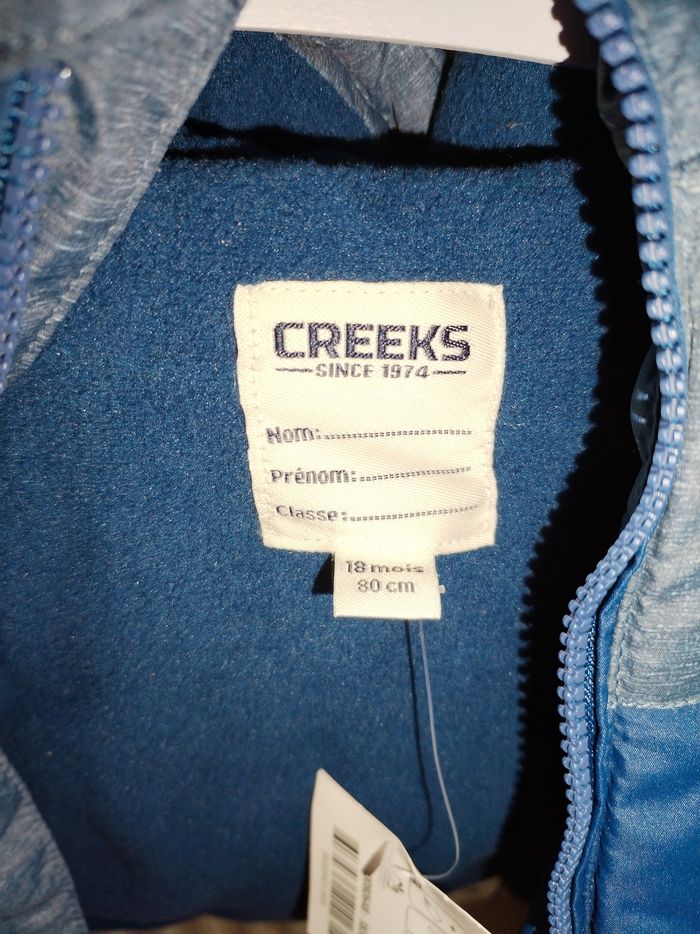 CREEKS
SINCE 1974
Nom:
Prénom:
Classe:
18 mois
80 cm